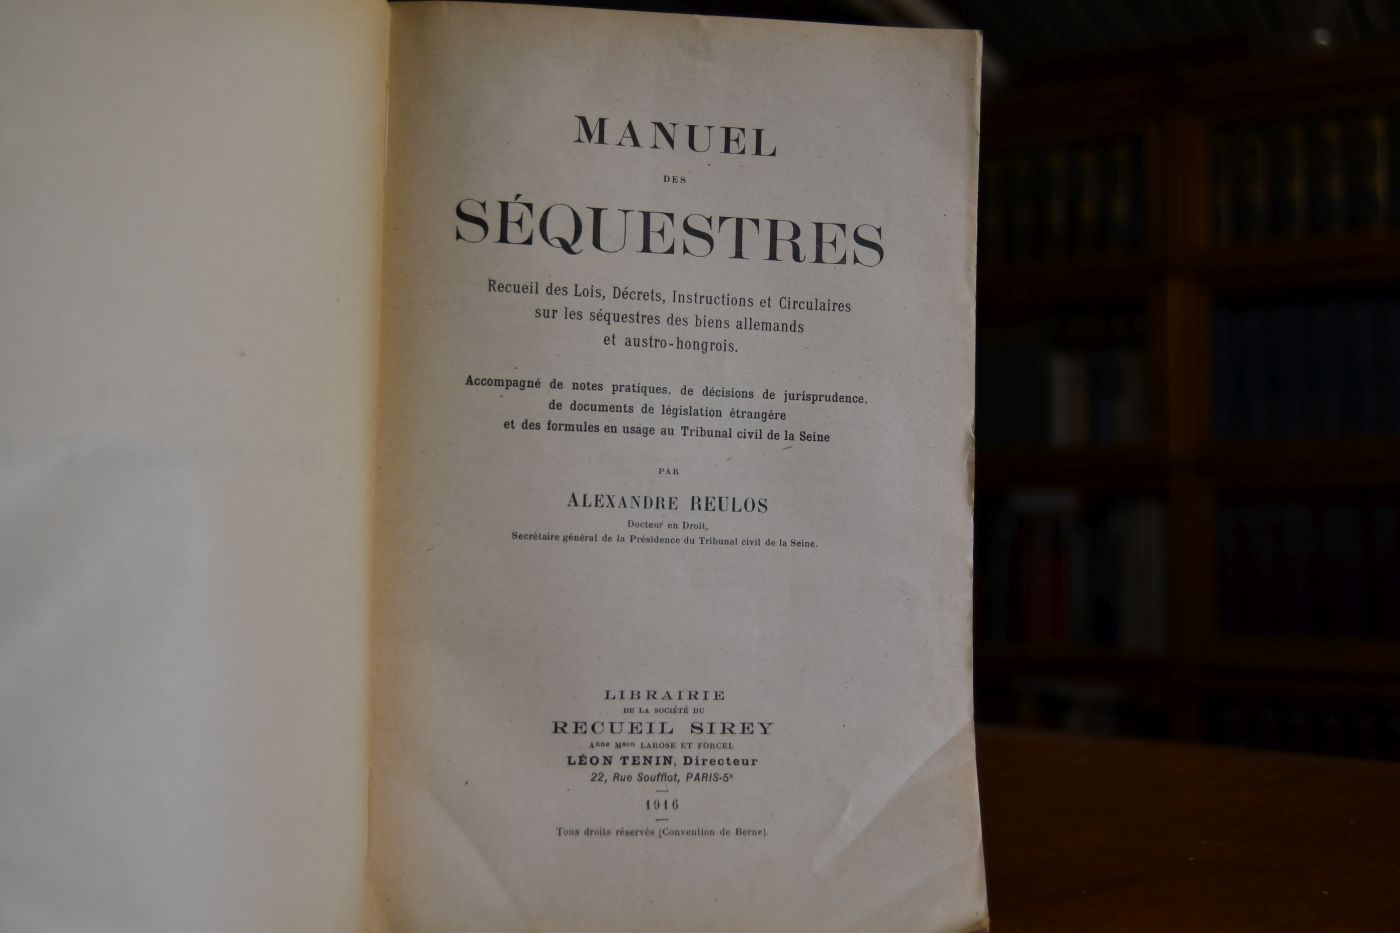 MANUEL
DES
SÉQUESTRES
Recueil des Lois, Décrets, Instructions et Circulaires
sur les séquestres des biens allemands
et austro-hongrois.
Accompagné de notes pratiques, de décisions de jurisprudence,
de documents de législation étrangère
et des formules en usage au Tribunal civil de la Seine
PAR
ALEXANDRE REULOS
Docteur en Droit,
Secrétaire général de la Présidence du Tribunal civil de la Seine.
LIBRAIRIE
DE LA SOCIÉTÉ DU
RECUEIL SIREY
Anne Mson LAROSE ET FORCEL
LÉON TENIN, Directeur
22, Rue Soufflot, PARIS-5e
1916
Tous droits réservés (Convention de Berne).